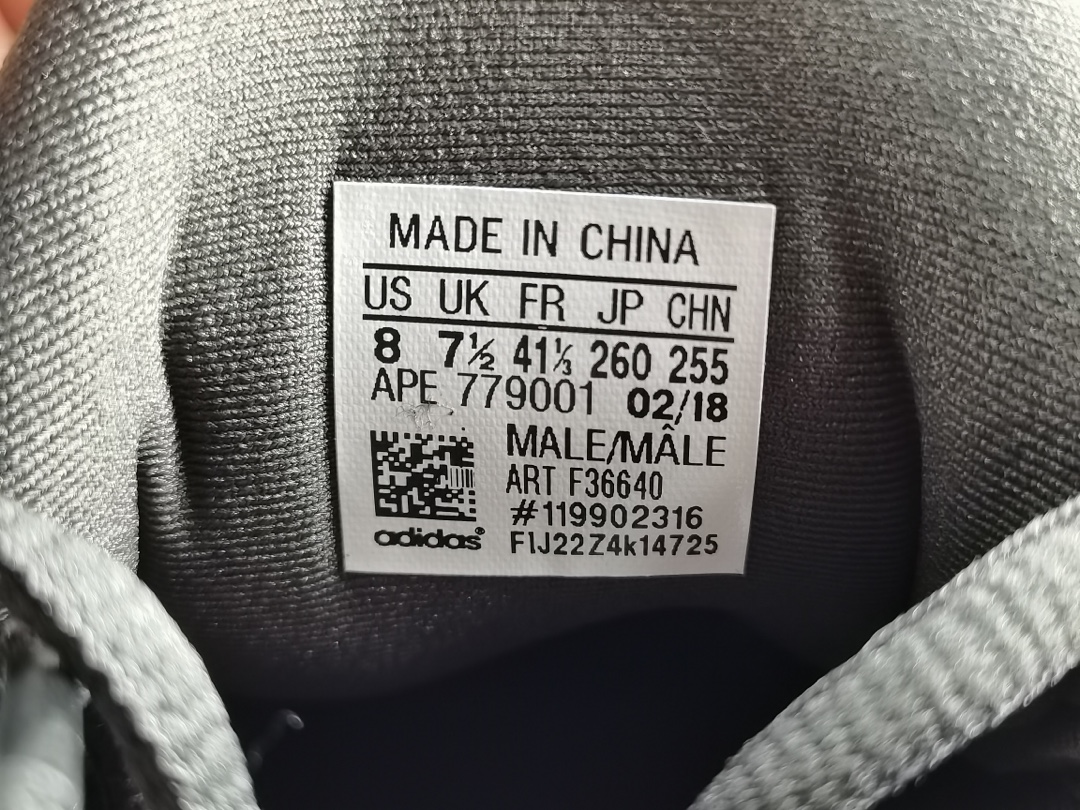 MADE IN CHINA
US UK FR JP CHN
8 7½ 41⅓ 260 255
APE 779001 02/18
MALE/MÂLE
ART F36640
#119902316
adidas® F1J22Z4k14725